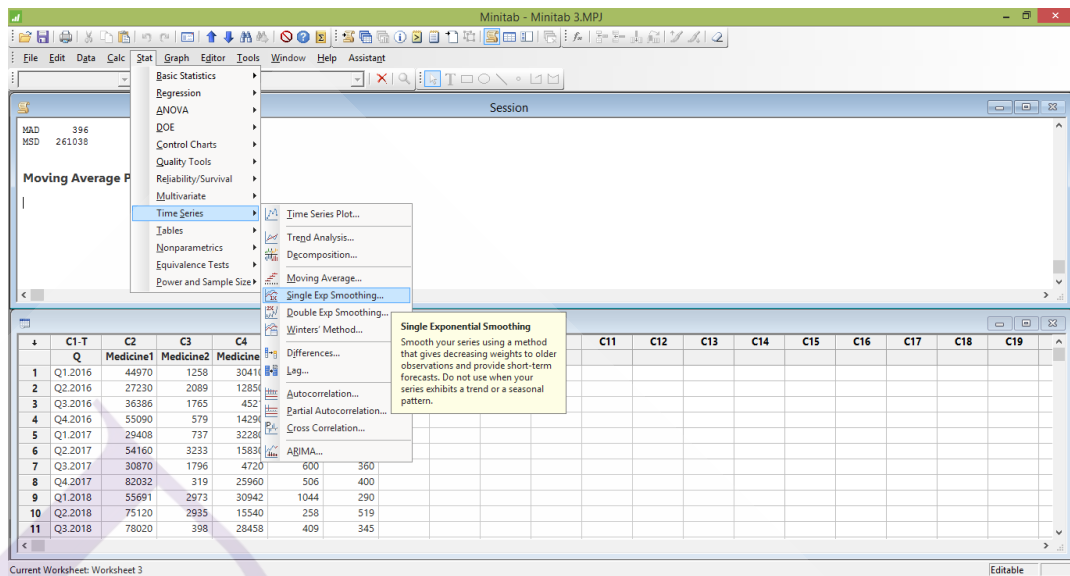 Minitab - Minitab 3.MPJ
File Edit Data Calc Stat Graph Editor Tools Window Help Assistant
Session
MAD 396
MSD 261038
Moving Average P
Basic Statistics
Regression
ANOVA
DOE
Control Charts
Quality Tools
Reliability/Survival
Multivariate
Time Series
Tables
Nonparametrics
Equivalence Tests
Power and Sample Size
Time Series Plot...
Trend Analysis...
Decomposition...
Moving Average...
Single Exp Smoothing...
Double Exp Smoothing...
Winters' Method...
Differences...
Lag...
Autocorrelation...
Partial Autocorrelation...
Cross Correlation...
ARIMA...
Single Exponential Smoothing
Smooth your series using a method
that gives decreasing weights to older
observations and provide short-term
forecasts. Do not use when your
series exhibits a trend or a seasonal
pattern.
C1-T C2 C3 C4 C11 C12 C13 C14 C15 C16 C17 C18 C19
Q Medicine1 Medicine2 Medicine
1 Q1.2016 44970 1258 30410
2 Q2.2016 27230 2089 12850
3 Q3.2016 36386 1765 452
4 Q4.2016 55090 579 14290
5 Q1.2017 29408 737 32280
6 Q2.2017 54160 3233 15830
7 Q3.2017 30870 1796 4720 600 360
8 Q4.2017 82032 319 25960 506 400
9 Q1.2018 55691 2973 30942 1044 290
10 Q2.2018 75120 2935 15540 258 519
11 Q3.2018 78020 398 28458 409 345
Current Worksheet: Worksheet 3
Editable